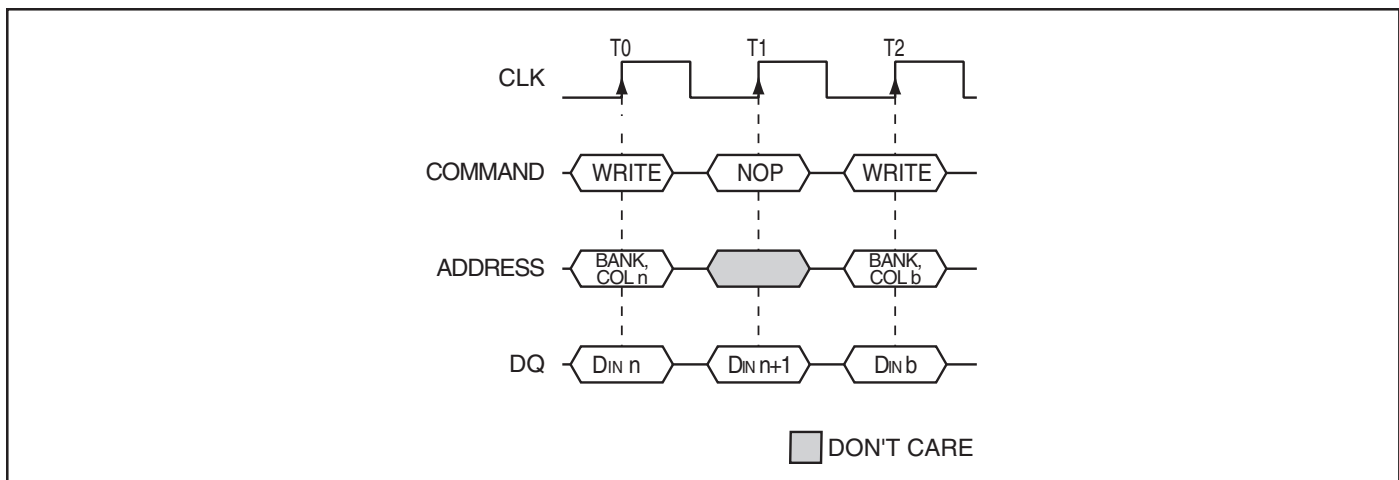 T0 T1 T2
CLK
COMMAND WRITE NOP WRITE
ADDRESS BANK, COL n BANK, COL b
DQ DIN n DIN n+1 DIN b
DON'T CARE